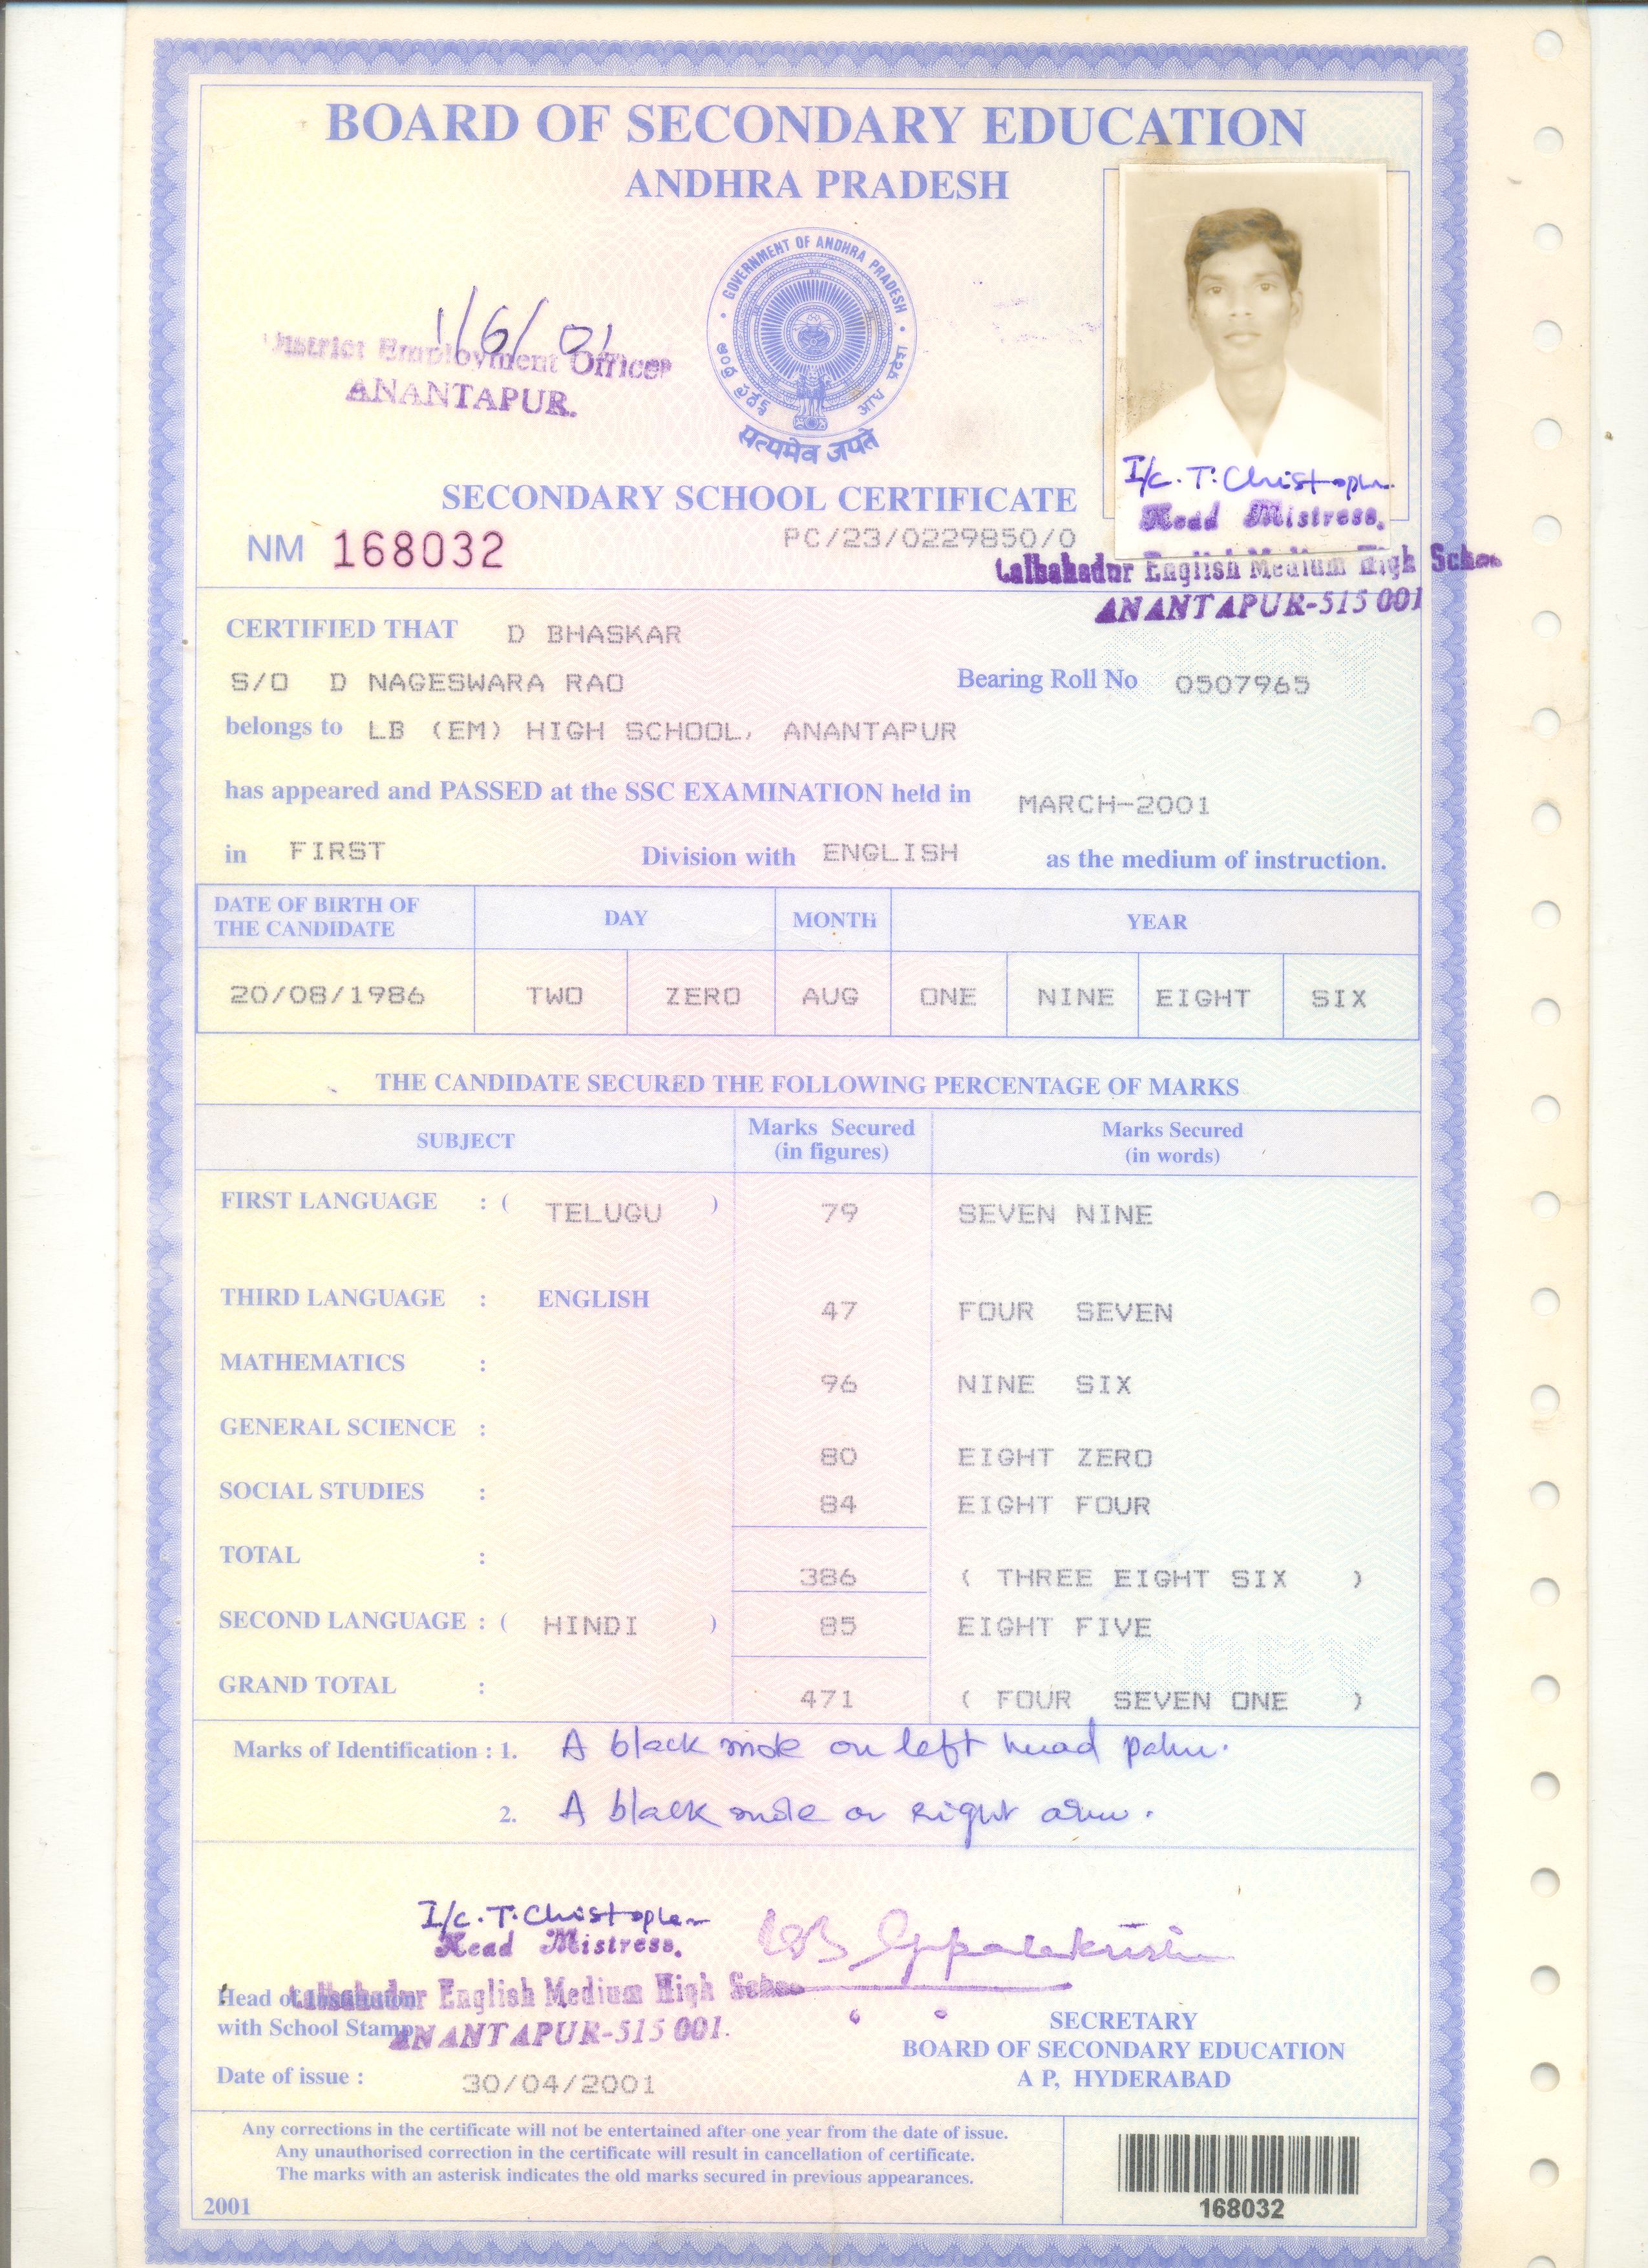 BOARD OF SECONDARY EDUCATION
ANDHRA PRADESH
GOVERNMENT OF ANDHRA PRADESH
सत्यमेव जयते
1/6/01
District Employment Officer
ANANTAPUR.
I/c. T. Christopher
Head Mistress.
Lalbahadur English Medium High School
ANANTAPUR-515 001
SECONDARY SCHOOL CERTIFICATE
NM 168032
PC/23/0229850/0
CERTIFIED THAT D BHASKAR
S/O D NAGESWARA RAO Bearing Roll No 0507965
belongs to LB (EM) HIGH SCHOOL, ANANTAPUR
has appeared and PASSED at the SSC EXAMINATION held in MARCH-2001
in FIRST Division with ENGLISH as the medium of instruction.
DATE OF BIRTH OF THE CANDIDATE DAY MONTH YEAR
20/08/1986 TWO ZERO AUG ONE NINE EIGHT SIX
THE CANDIDATE SECURED THE FOLLOWING PERCENTAGE OF MARKS
SUBJECT Marks Secured (in figures) Marks Secured (in words)
FIRST LANGUAGE : ( TELUGU ) 79 SEVEN NINE
THIRD LANGUAGE : ENGLISH 47 FOUR SEVEN
MATHEMATICS : 96 NINE SIX
GENERAL SCIENCE : 80 EIGHT ZERO
SOCIAL STUDIES : 84 EIGHT FOUR
TOTAL : 386 ( THREE EIGHT SIX )
SECOND LANGUAGE : ( HINDI ) 85 EIGHT FIVE
GRAND TOTAL : 471 ( FOUR SEVEN ONE )
Marks of Identification : 1. A black mole on left hand palm.
2. A black mole on right arm.
I/c. T. Christopher
Head Mistress.
Lalbahadur English Medium High School
ANANTAPUR-515 001.
Head of Institution
with School Stamp
SECRETARY
BOARD OF SECONDARY EDUCATION
A P, HYDERABAD
Date of issue : 30/04/2001
Any corrections in the certificate will not be entertained after one year from the date of issue.
Any unauthorised correction in the certificate will result in cancellation of certificate.
The marks with an asterisk indicates the old marks secured in previous appearances.
2001
168032